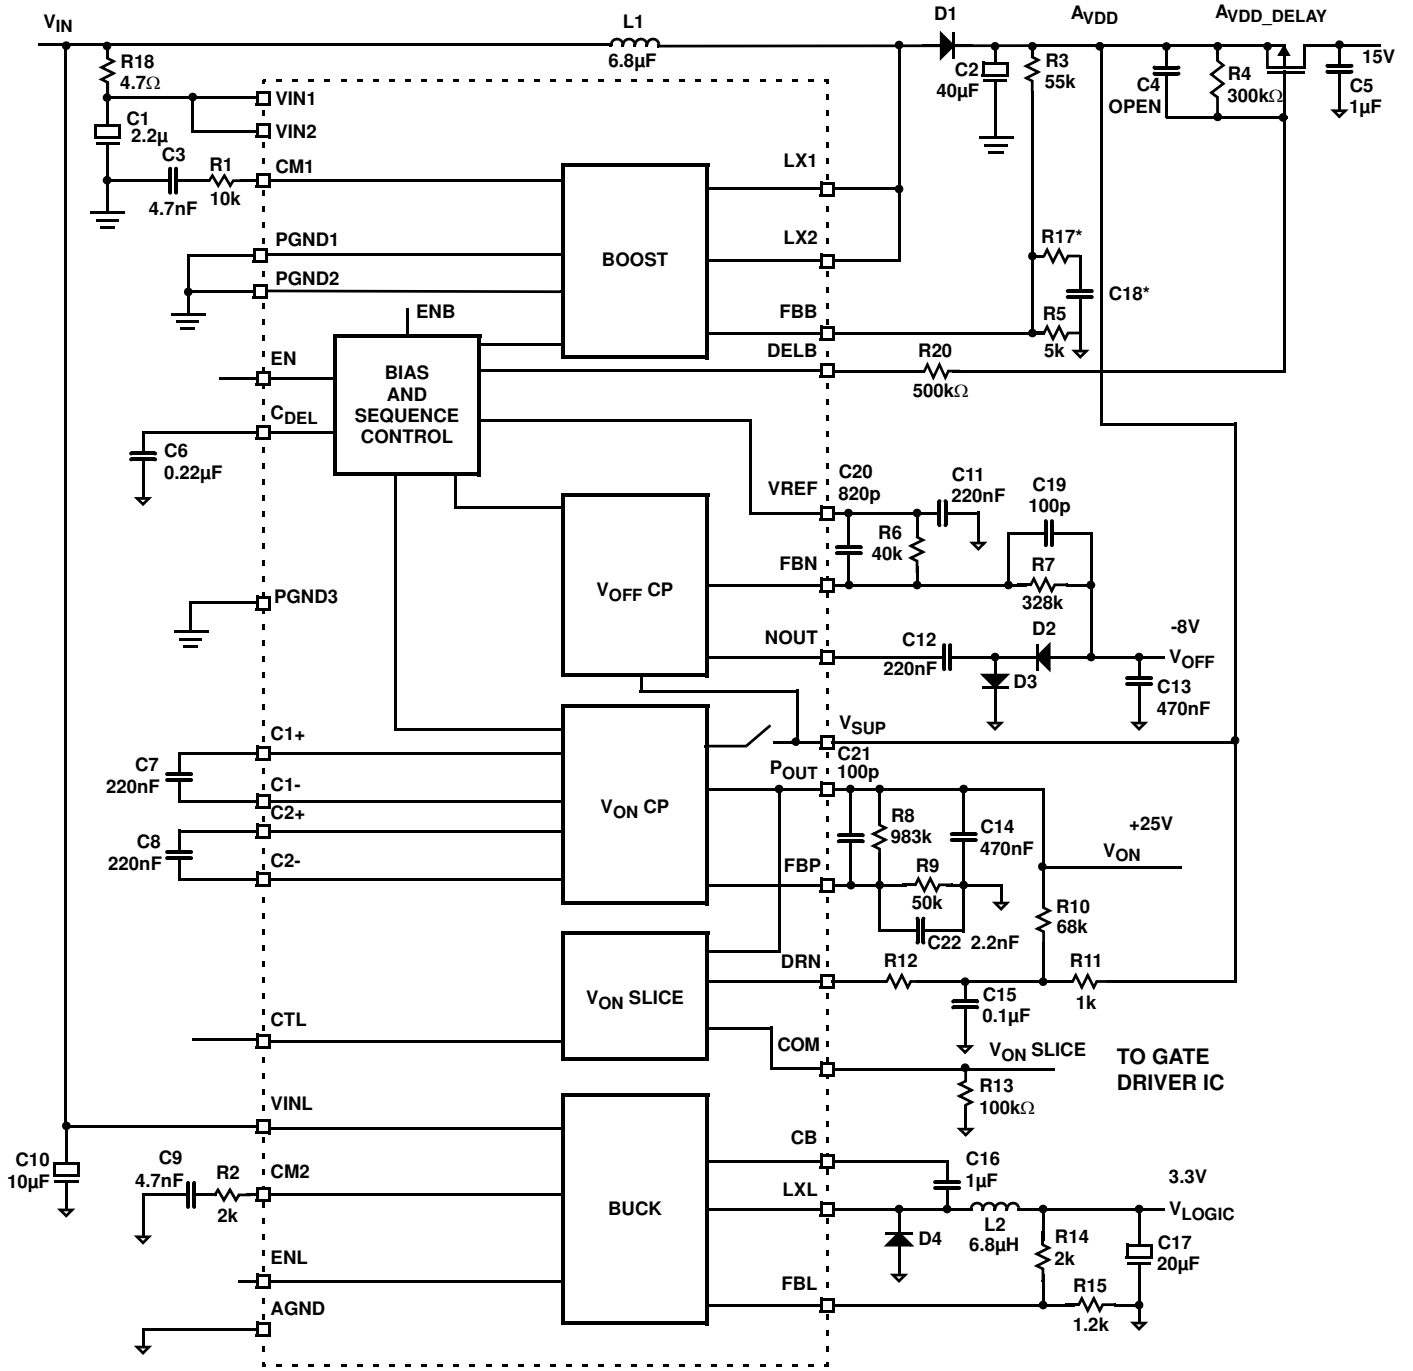 VIN
L1
6.8µF
D1
AVDD
AVDD_DELAY
R18
4.7Ω
C2
40µF
R3
55k
C4
OPEN
R4
300kΩ
15V
C5
1µF
VIN1
C1
2.2µ
VIN2
C3
4.7nF
R1
10k
CM1
LX1
BOOST
PGND1
LX2
PGND2
R17*
C18*
ENB
FBB
R5
5k
EN
BIAS
AND
SEQUENCE
CONTROL
DELB
R20
500kΩ
CDEL
C6
0.22µF
VREF
C20
820p
C11
220nF
C19
100p
R6
40k
FBN
R7
328k
VOFF CP
PGND3
NOUT
C12
220nF
D2
-8V
VOFF
D3
C13
470nF
VSUP
C1+
C7
220nF
C1-
C2+
C8
220nF
C2-
VON CP
POUT
C21
100p
R8
983k
C14
470nF
+25V
VON
FBP
R9
50k
C22 2.2nF
R10
68k
DRN
R12
R11
1k
VON SLICE
C15
0.1µF
CTL
COM
VON SLICE
TO GATE
DRIVER IC
R13
100kΩ
VINL
C10
10µF
C9
4.7nF
R2
2k
CM2
BUCK
CB
C16
1µF
LXL
3.3V
VLOGIC
D4
L2
6.8µH
R14
2k
C17
20µF
ENL
FBL
R15
1.2k
AGND